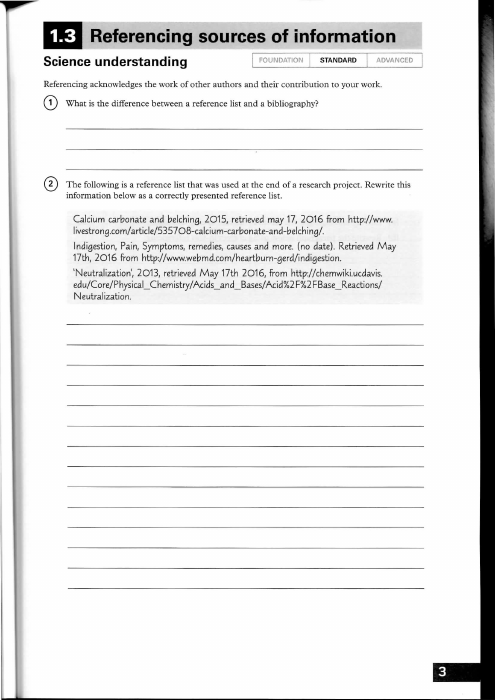 1.3 Referencing sources of information
Science understanding
FOUNDATION STANDARD ADVANCED
Referencing acknowledges the work of other authors and their contribution to your work.
1 What is the difference between a reference list and a bibliography?
2 The following is a reference list that was used at the end of a research project. Rewrite this
information below as a correctly presented reference list.
Calcium carbonate and belching, 2015, retrieved may 17, 2016 from http://www.
livestrong.com/article/535708-calcium-carbonate-and-belching/.
Indigestion, Pain, Symptoms, remedies, causes and more. (no date). Retrieved May
17th, 2016 from http://www.webmd.com/heartburn-gerd/indigestion.
'Neutralization', 2013, retrieved May 17th 2016, from http://chemwiki.ucdavis.
edu/Core/Physical_Chemistry/Acids_and_Bases/Acid%2F%2FBase_Reactions/
Neutralization.
3